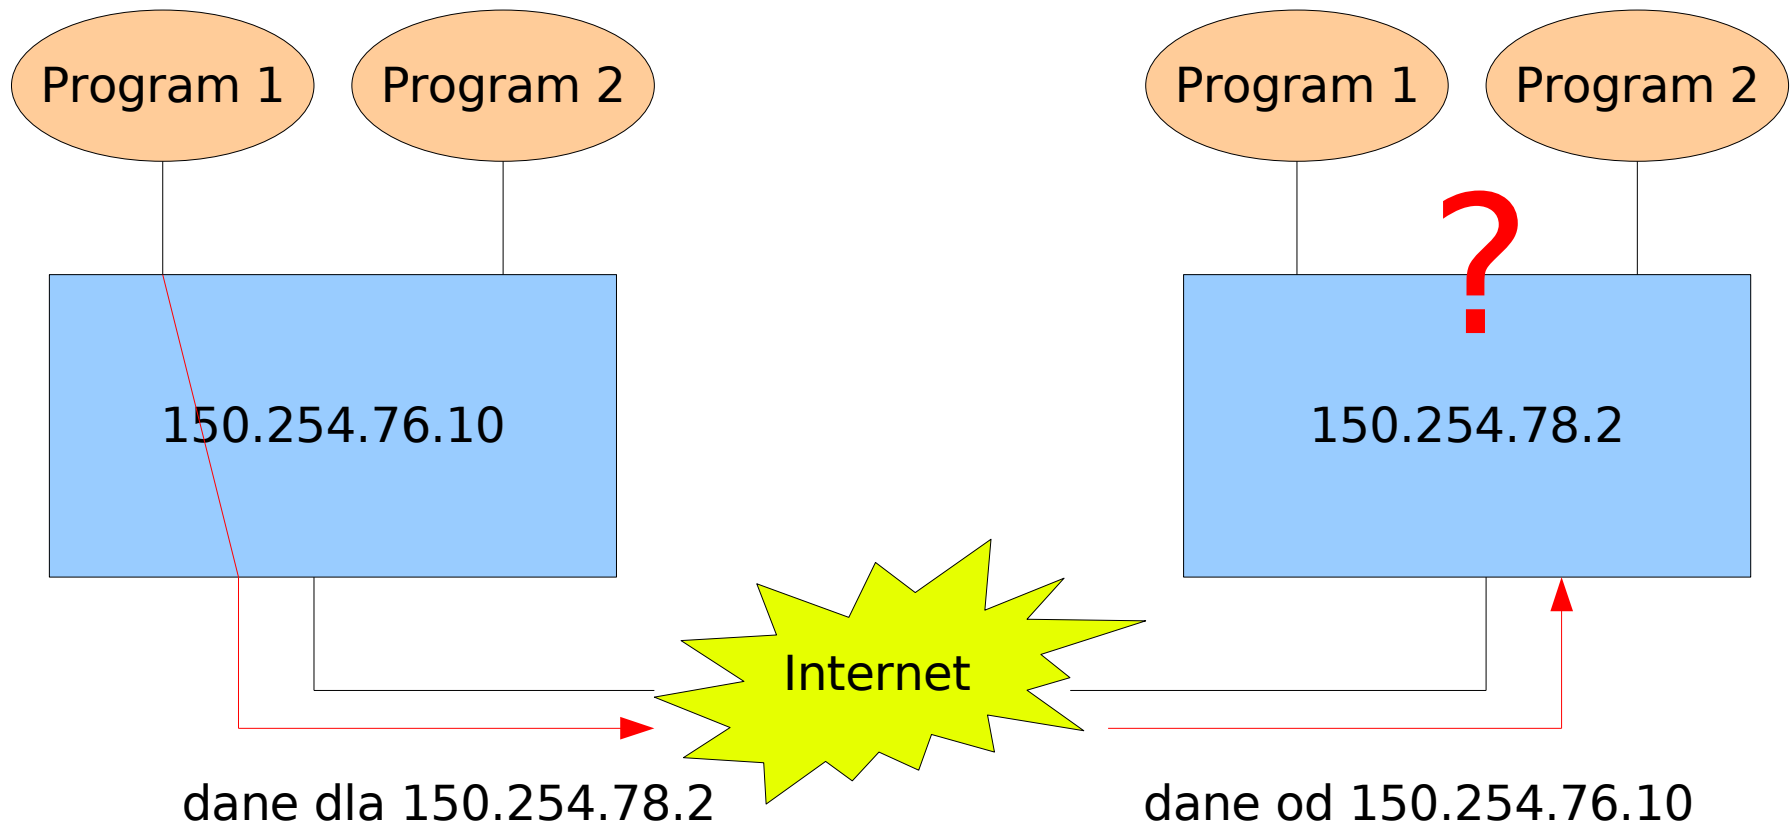 Program 1
Program 2
Program 1
Program 2
?
150.254.76.10
150.254.78.2
Internet
dane dla 150.254.78.2
dane od 150.254.76.10